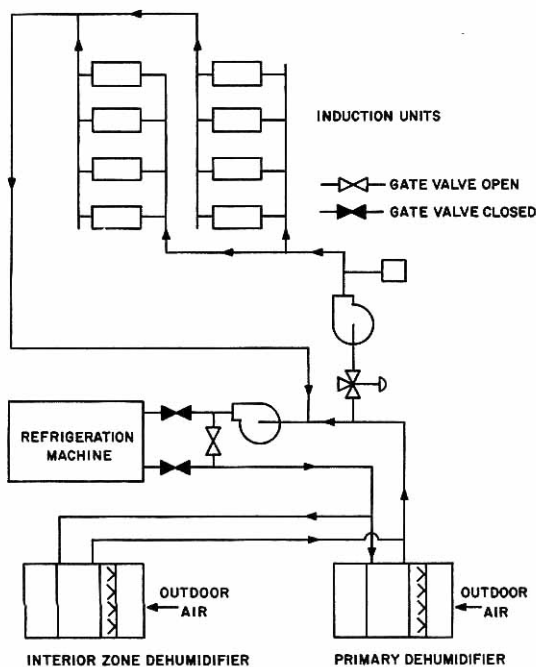 INDUCTION UNITS
GATE VALVE OPEN
GATE VALVE CLOSED
REFRIGERATION
MACHINE
OUTDOOR
AIR
OUTDOOR
AIR
INTERIOR ZONE DEHUMIDIFIER
PRIMARY DEHUMIDIFIER